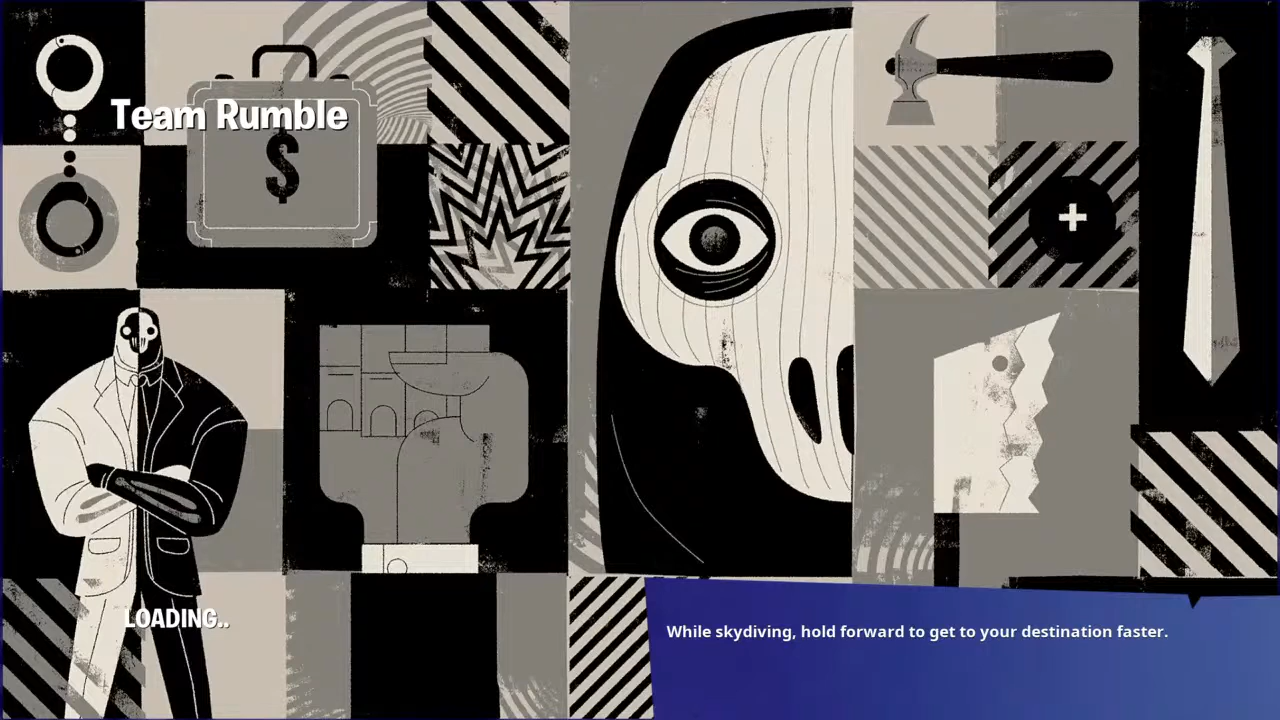 Team Rumble
$
LOADING..
While skydiving, hold forward to get to your destination faster.